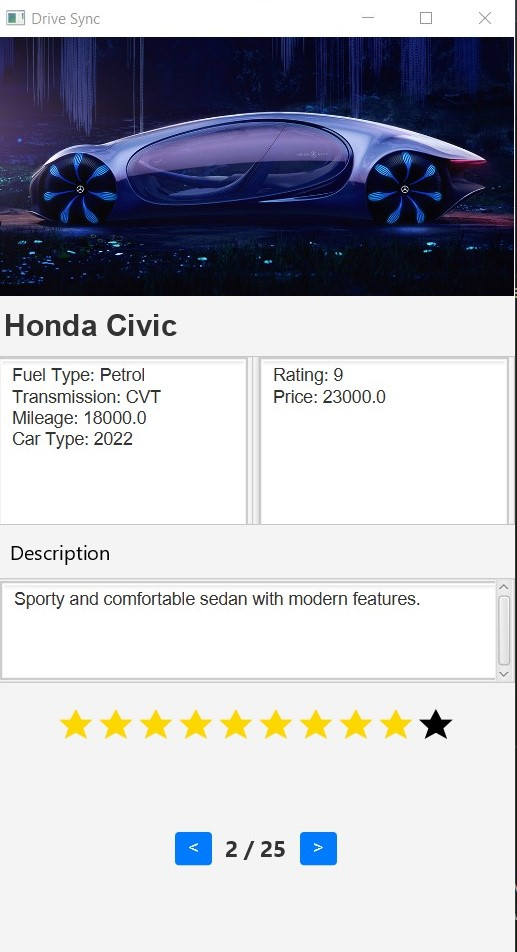 Drive Sync
Honda Civic
Fuel Type: Petrol
Transmission: CVT
Mileage: 18000.0
Car Type: 2022
Rating: 9
Price: 23000.0
Description
Sporty and comfortable sedan with modern features.
< 2 / 25 >